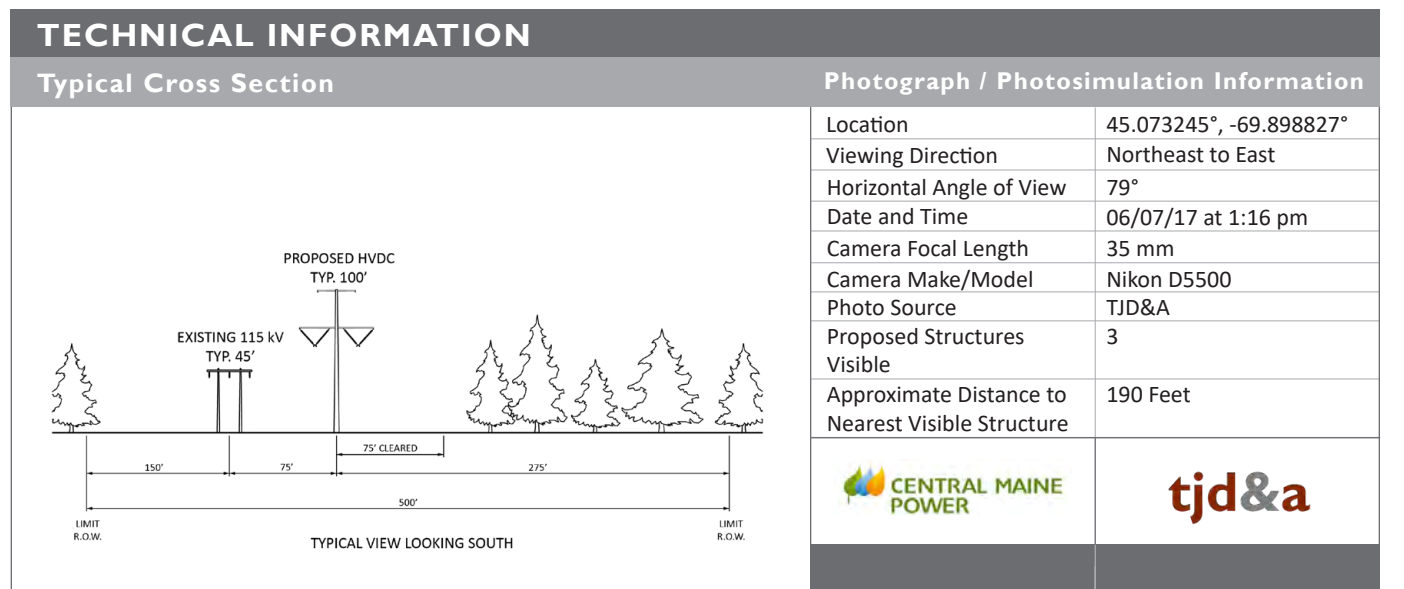 TECHNICAL INFORMATION
Typical Cross Section
PROPOSED HVDC
TYP. 100'
EXISTING 115 kV
TYP. 45'
75' CLEARED
150'
75'
275'
500'
LIMIT
R.O.W.
LIMIT
R.O.W.
TYPICAL VIEW LOOKING SOUTH
Photograph / Photosimulation Information
Location 45.073245°, -69.898827°
Viewing Direction Northeast to East
Horizontal Angle of View 79°
Date and Time 06/07/17 at 1:16 pm
Camera Focal Length 35 mm
Camera Make/Model Nikon D5500
Photo Source TJD&A
Proposed Structures 3
Visible
Approximate Distance to 190 Feet
Nearest Visible Structure
CENTRAL MAINE
POWER
tjd&a